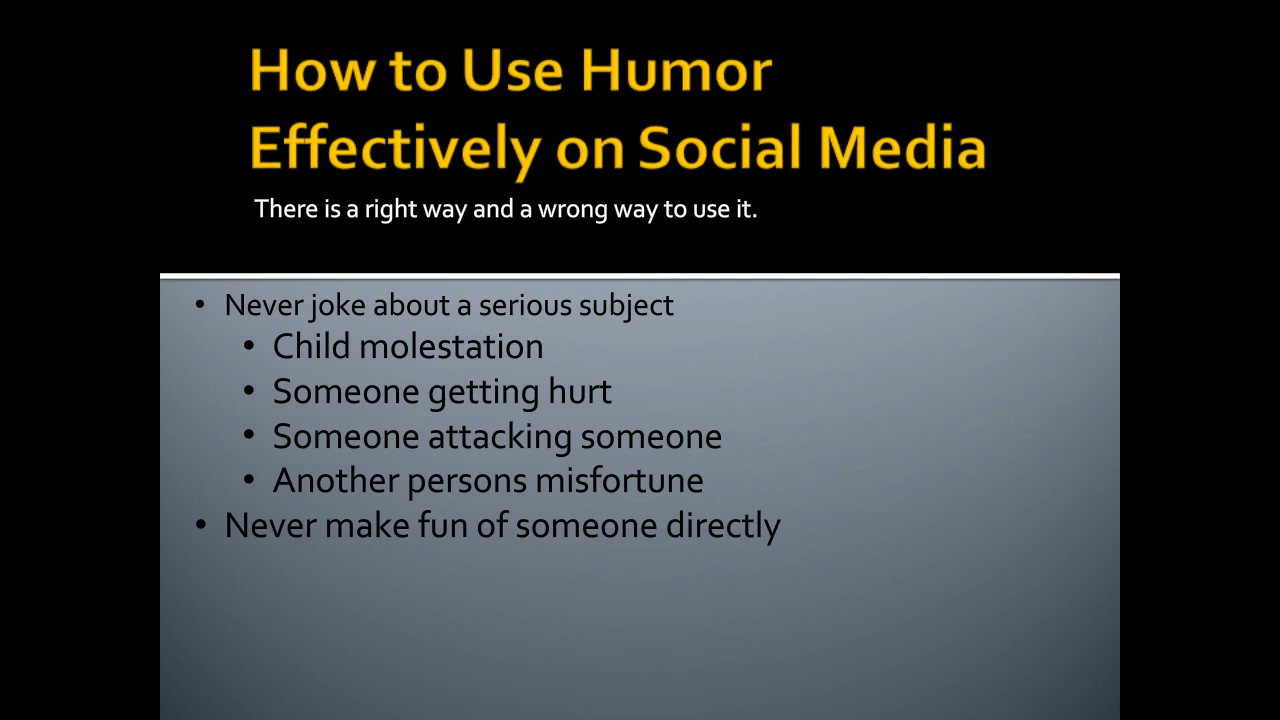 How to Use Humor
Effectively on Social Media
There is a right way and a wrong way to use it.
• Never joke about a serious subject
• Child molestation
• Someone getting hurt
• Someone attacking someone
• Another persons misfortune
• Never make fun of someone directly